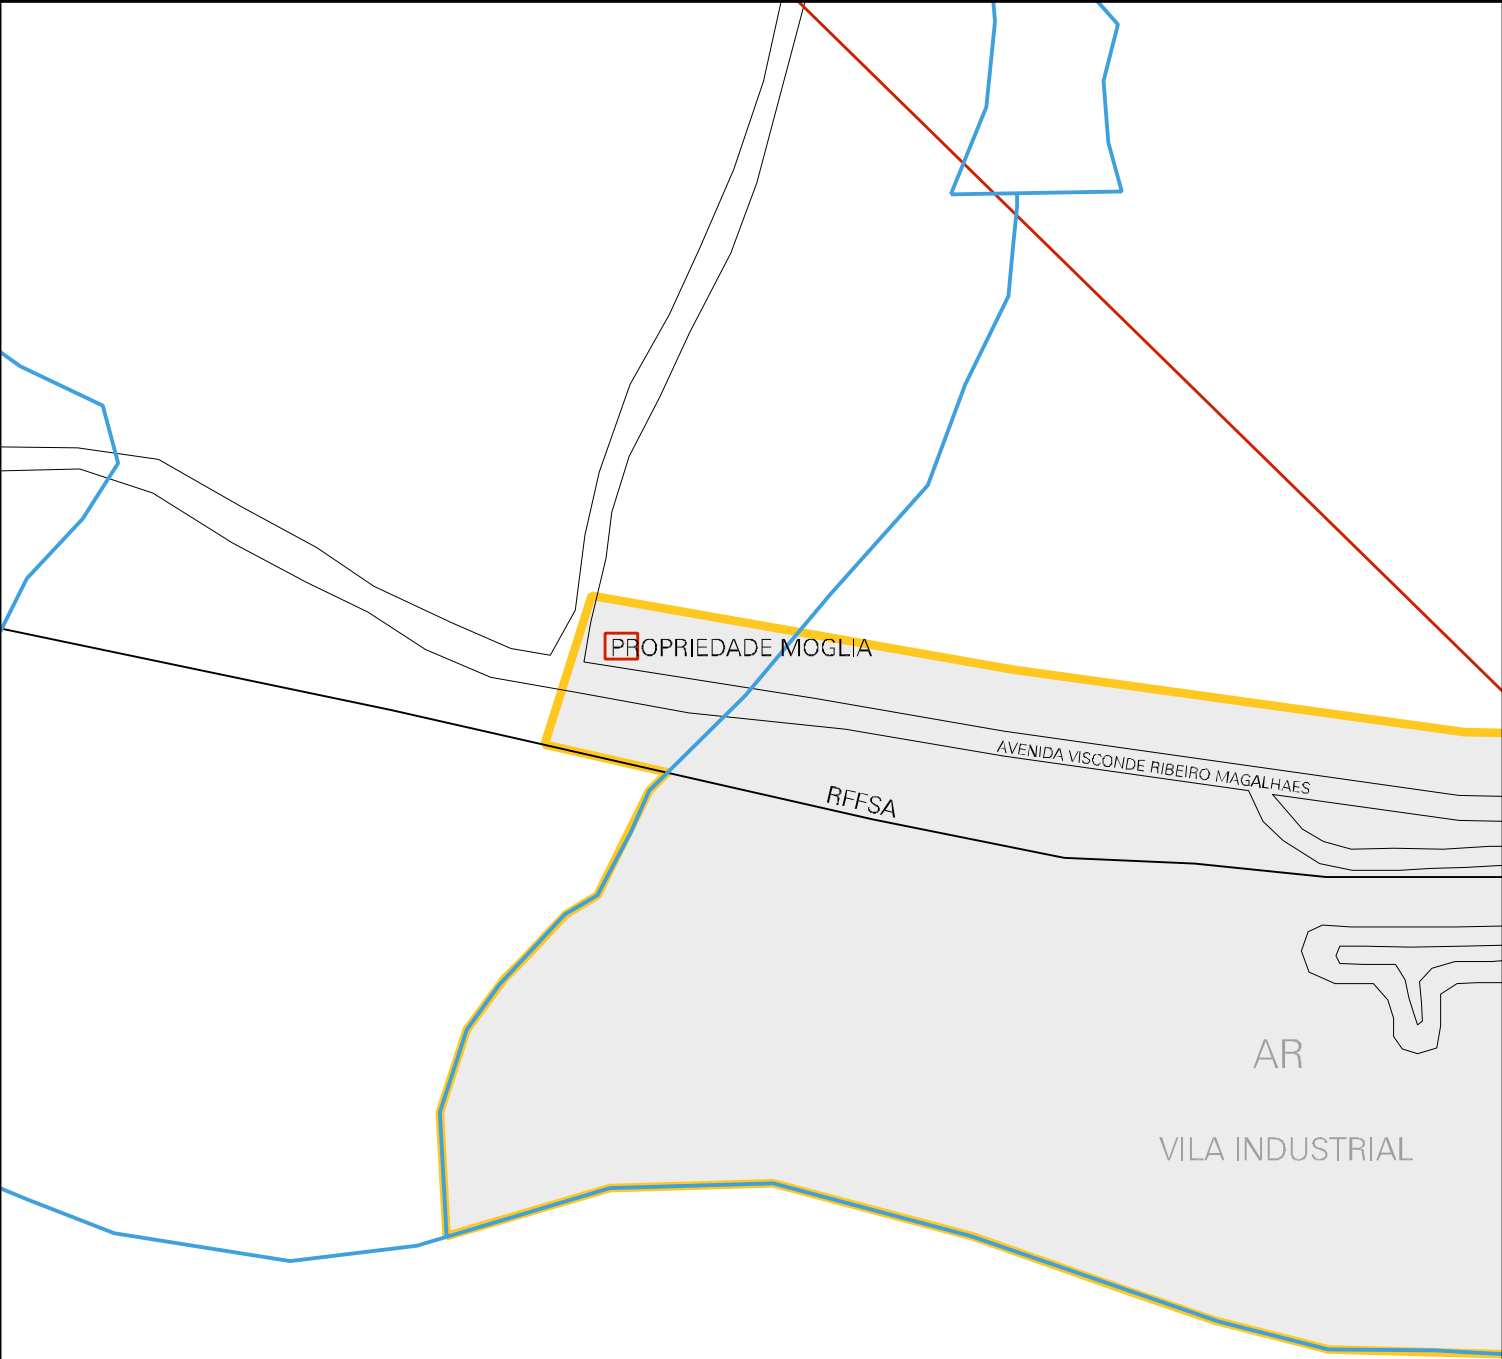 PROPRIEDADE MOGLIA
AVENIDA VISCONDE RIBEIRO MAGALHAES
RFFSA
AR
VILA INDUSTRIAL